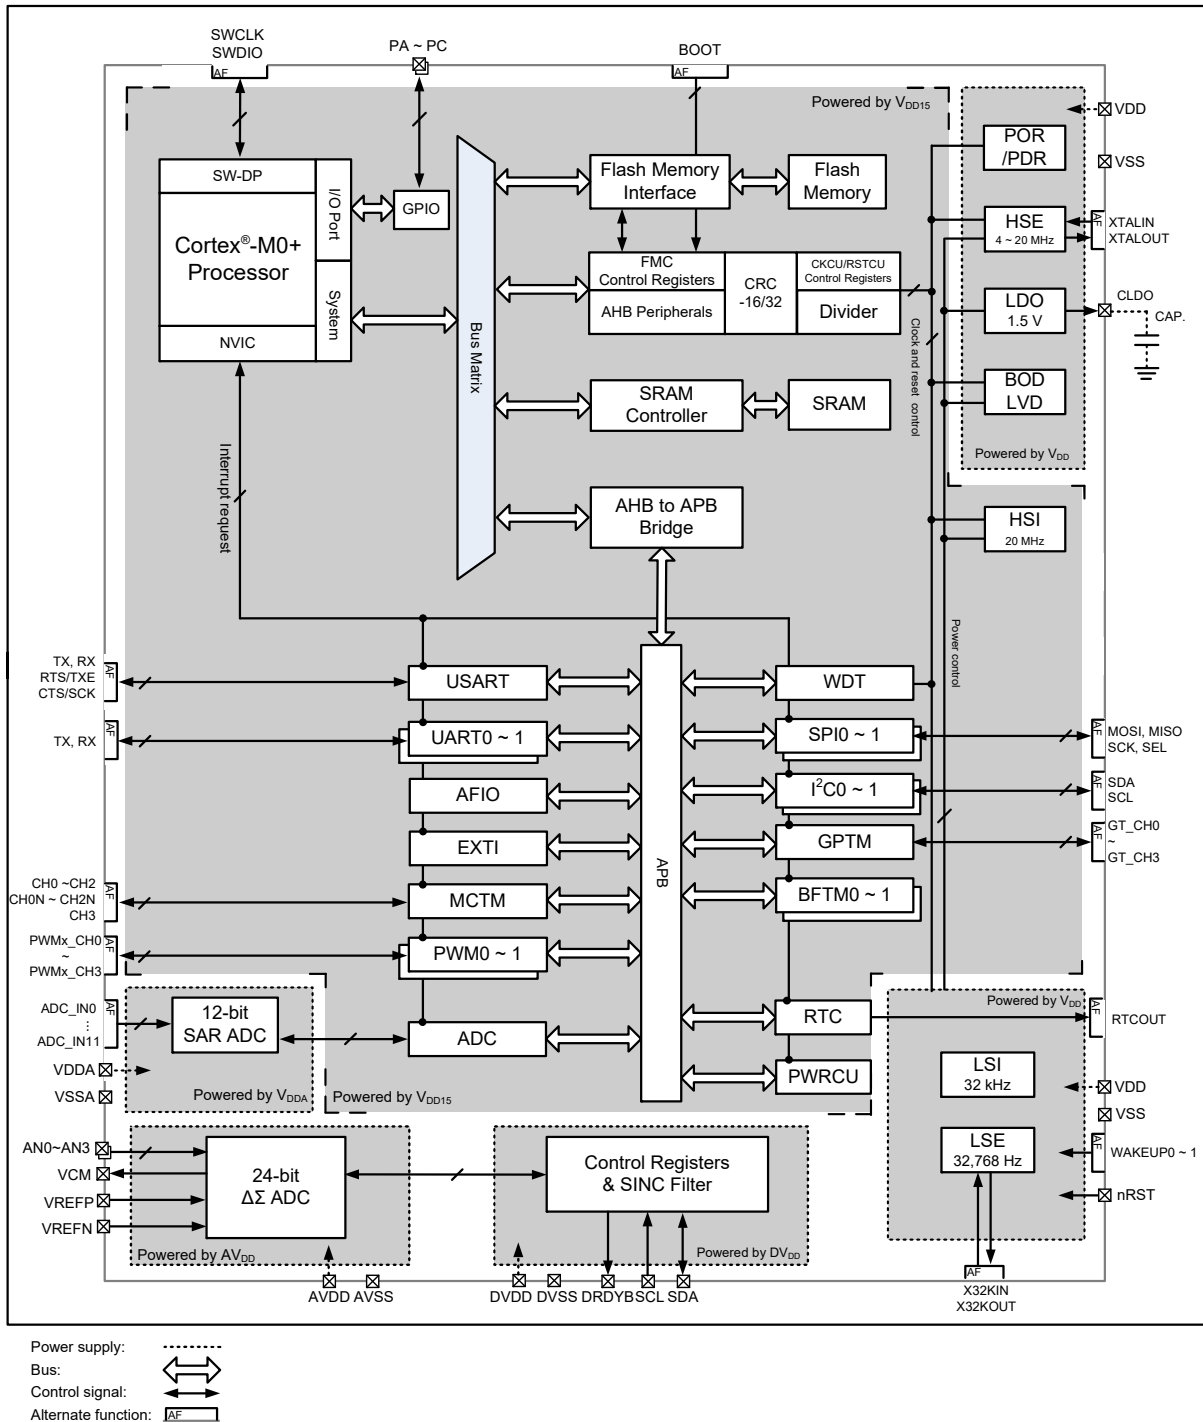 SWCLK
SWDIO
AF
PA ~ PC
BOOT
AF
Powered by VDD15
VDD
POR
/PDR
VSS
SW-DP
I/O Port
GPIO
Cortex®-M0+
Processor
System
NVIC
Bus Matrix
Flash Memory
Interface
Flash
Memory
HSE
4 ~ 20 MHz
AF
XTALIN
XTALOUT
FMC
Control Registers
AHB Peripherals
CRC
-16/32
CKCU/RSTCU
Control Registers
Divider
LDO
1.5 V
CLDO
CAP.
Clock and reset control
SRAM
Controller
SRAM
BOD
LVD
Powered by VDD
Interrupt request
AHB to APB
Bridge
HSI
20 MHz
Power control
TX, RX
RTS/TXE
CTS/SCK
AF
USART
WDT
TX, RX
AF
UART0 ~ 1
SPI0 ~ 1
AF
MOSI, MISO
SCK, SEL
AFIO
I²C0 ~ 1
AF
SDA
SCL
EXTI
APB
GPTM
AF
GT_CH0
~
GT_CH3
CH0 ~CH2
CH0N ~ CH2N
CH3
AF
MCTM
BFTM0 ~ 1
PWMx_CH0
~
PWMx_CH3
AF
PWM0 ~ 1
ADC_IN0
⋮
ADC_IN11
AF
12-bit
SAR ADC
ADC
RTC
Powered by VDD
AF
RTCOUT
VDDA
VSSA
Powered by VDDA
Powered by VDD15
PWRCU
LSI
32 kHz
VDD
VSS
LSE
32,768 Hz
AF
WAKEUP0 ~ 1
nRST
AN0~AN3
VCM
VREFP
VREFN
24-bit
ΔΣ ADC
Powered by AVDD
Control Registers
& SINC Filter
Powered by DVDD
AVDD AVSS
DVDD DVSS DRDYB SCL SDA
AF
X32KIN
X32KOUT
Power supply:
Bus:
Control signal:
Alternate function: AF